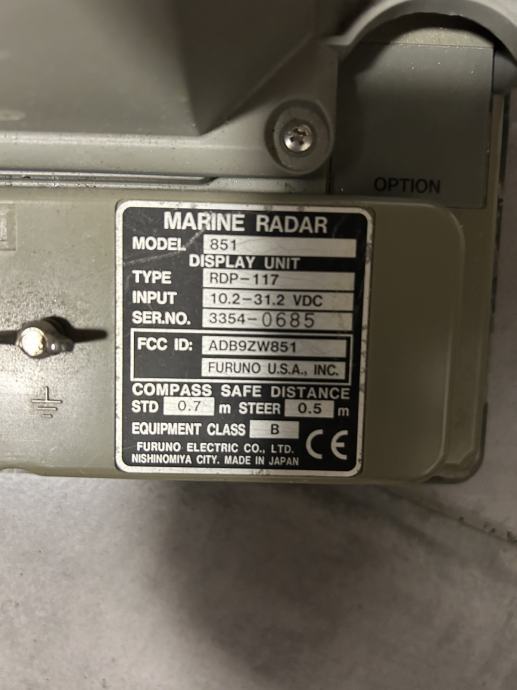 OPTION
MARINE RADAR
MODEL 851
DISPLAY UNIT
TYPE RDP-117
INPUT 10.2-31.2 VDC
SER.NO. 3354-0685
FCC ID: ADB9ZW851
FURUNO U.S.A., INC.
COMPASS SAFE DISTANCE
STD 0.7 m STEER 0.5 m
EQUIPMENT CLASS B
FURUNO ELECTRIC CO., LTD.
NISHINOMIYA CITY. MADE IN JAPAN
CE